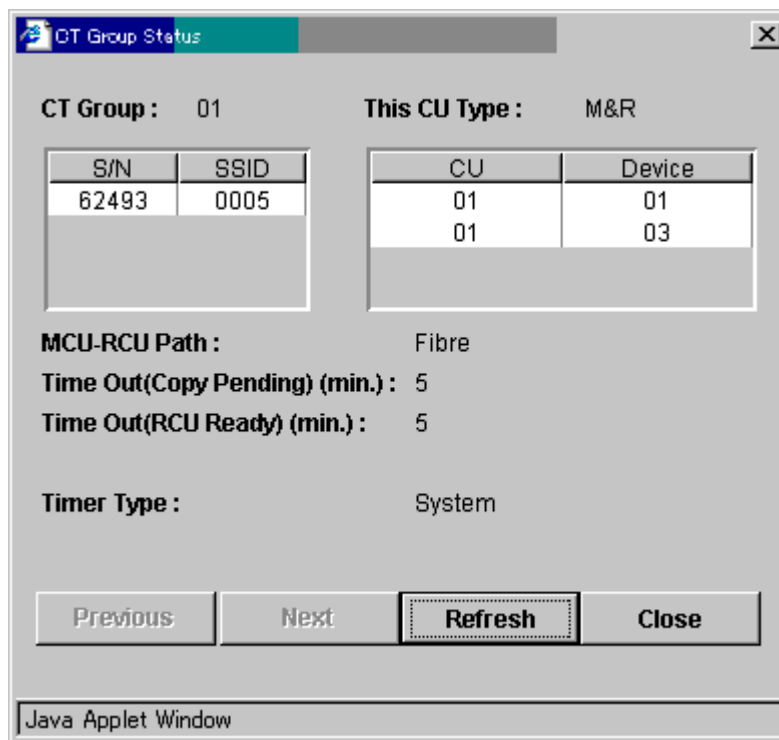 CT Group Status
CT Group : 01 This CU Type : M&R
S/N SSID CU Device
62493 0005 01 01
01 03
MCU-RCU Path : Fibre
Time Out(Copy Pending) (min.) : 5
Time Out(RCU Ready) (min.) : 5
Timer Type : System
Previous Next Refresh Close
Java Applet Window